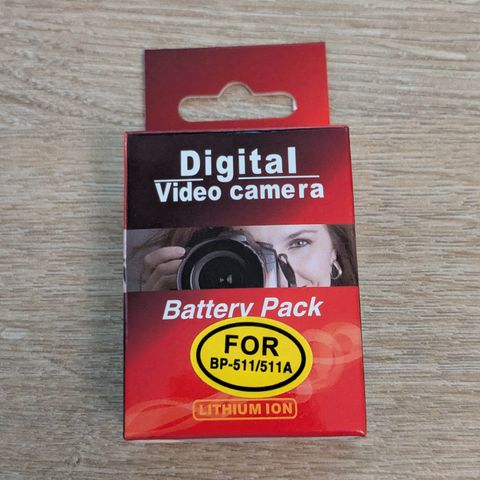 Digital
Video camera
Battery Pack
FOR
BP-511/511A
LITHIUM ION